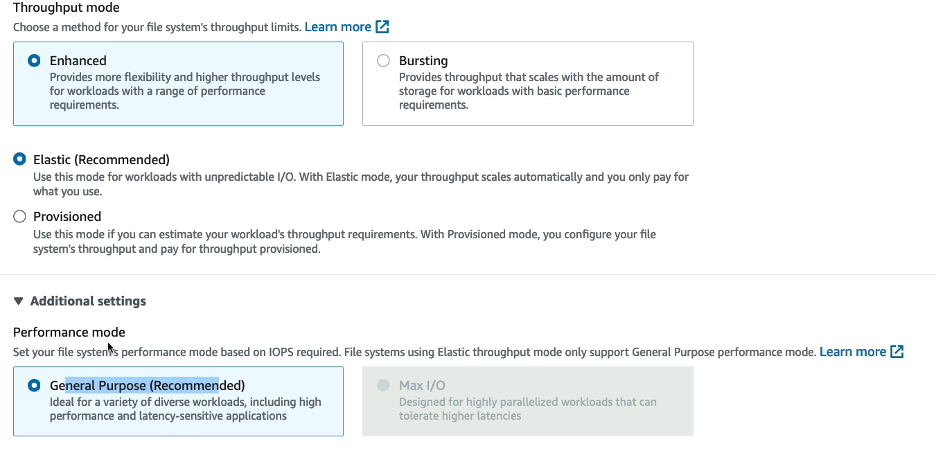 Throughput mode
Choose a method for your file system's throughput limits. Learn more
Enhanced
Provides more flexibility and higher throughput levels
for workloads with a range of performance
requirements.
Bursting
Provides throughput that scales with the amount of
storage for workloads with basic performance
requirements.
Elastic (Recommended)
Use this mode for workloads with unpredictable I/O. With Elastic mode, your throughput scales automatically and you only pay for
what you use.
Provisioned
Use this mode if you can estimate your workload's throughput requirements. With Provisioned mode, you configure your file
system's throughput and pay for throughput provisioned.
Additional settings
Performance mode
Set your file system's performance mode based on IOPS required. File systems using Elastic throughput mode only support General Purpose performance mode. Learn more
General Purpose (Recommended)
Ideal for a variety of diverse workloads, including high
performance and latency-sensitive applications
Max I/O
Designed for highly parallelized workloads that can
tolerate higher latencies